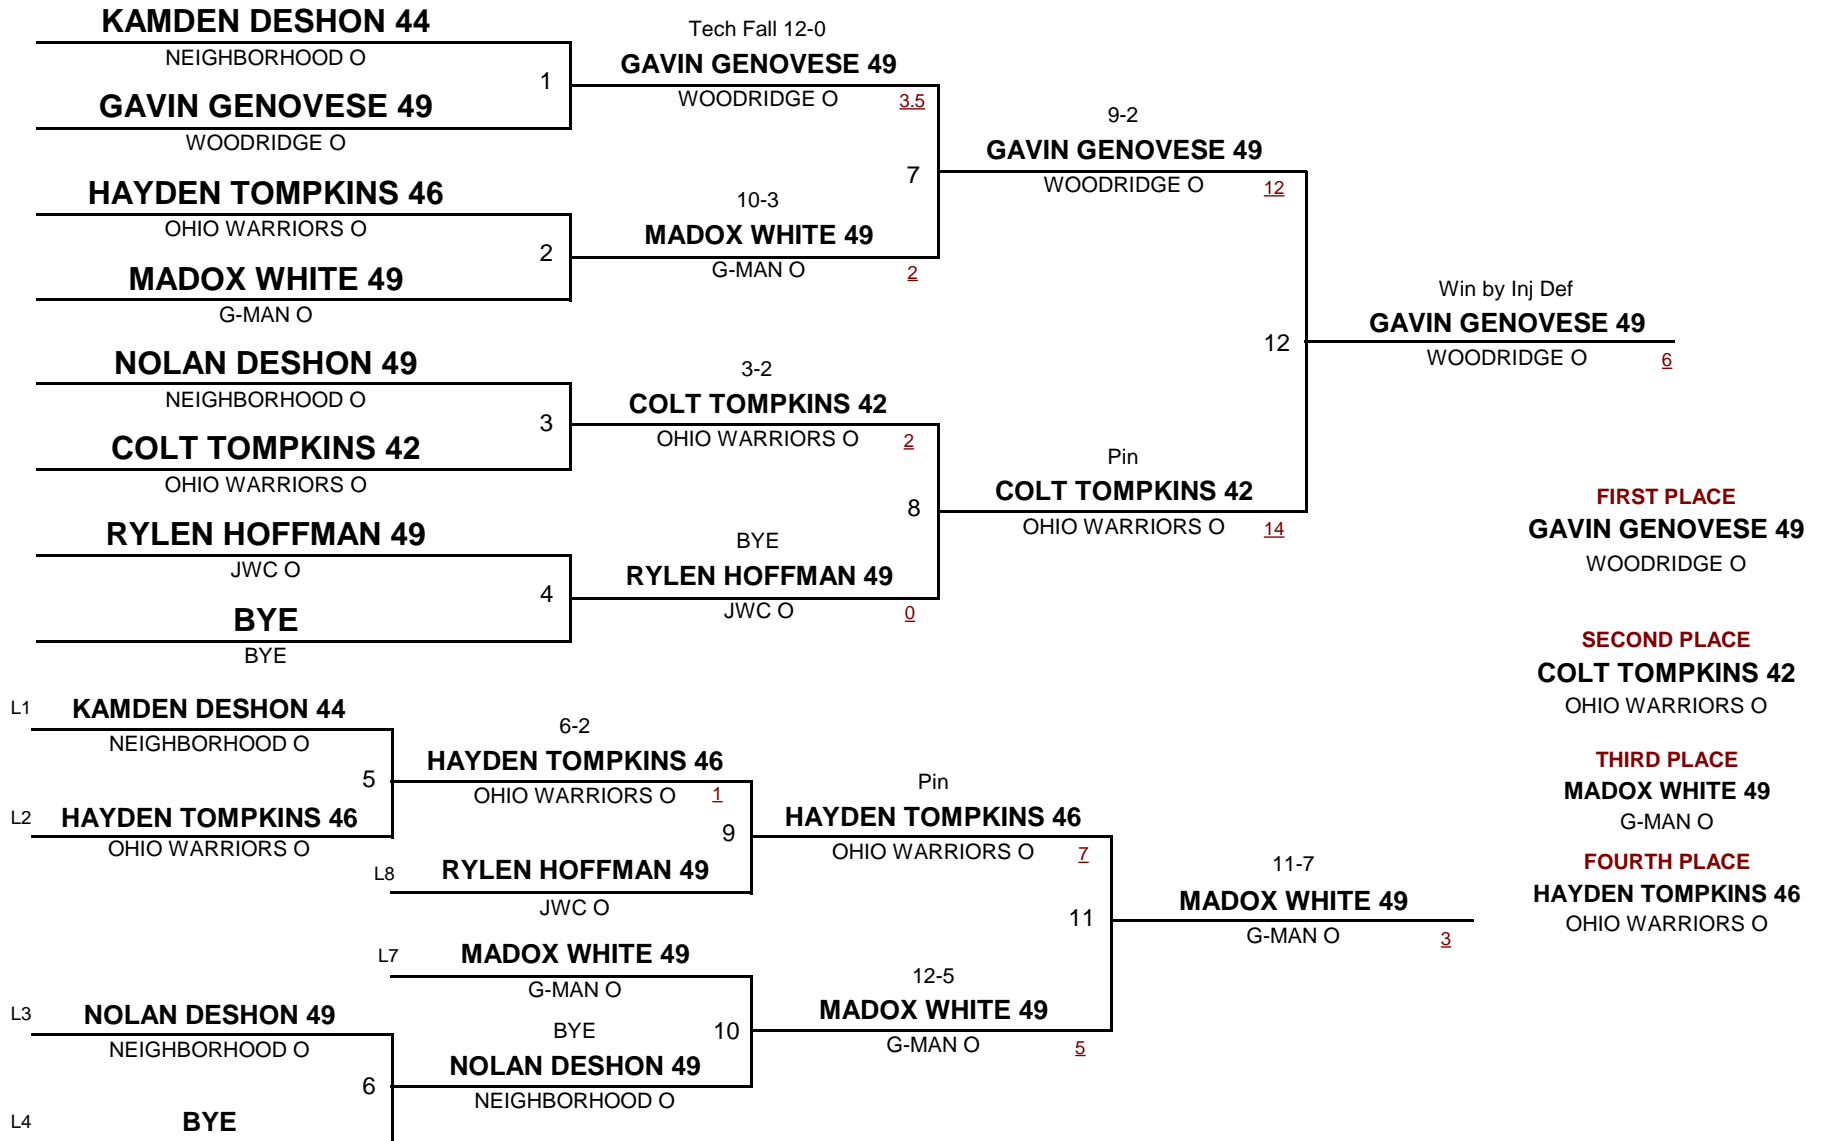 KAMDEN DESHON 44
NEIGHBORHOOD O
1
GAVIN GENOVESE 49
WOODRIDGE O
HAYDEN TOMPKINS 46
OHIO WARRIORS O
2
MADOX WHITE 49
G-MAN O
NOLAN DESHON 49
NEIGHBORHOOD O
3
COLT TOMPKINS 42
OHIO WARRIORS O
RYLEN HOFFMAN 49
JWC O
4
BYE
BYE
Tech Fall 12-0
GAVIN GENOVESE 49
WOODRIDGE O 3.5
7
10-3
MADOX WHITE 49
G-MAN O 2
3-2
COLT TOMPKINS 42
OHIO WARRIORS O 2
8
BYE
RYLEN HOFFMAN 49
JWC O 0
9-2
GAVIN GENOVESE 49
WOODRIDGE O 12
12
Pin
COLT TOMPKINS 42
OHIO WARRIORS O 14
Win by Inj Def
GAVIN GENOVESE 49
WOODRIDGE O 6
FIRST PLACE
GAVIN GENOVESE 49
WOODRIDGE O
SECOND PLACE
COLT TOMPKINS 42
OHIO WARRIORS O
THIRD PLACE
MADOX WHITE 49
G-MAN O
FOURTH PLACE
HAYDEN TOMPKINS 46
OHIO WARRIORS O
L1 KAMDEN DESHON 44
NEIGHBORHOOD O
5
L2 HAYDEN TOMPKINS 46
OHIO WARRIORS O
L3 NOLAN DESHON 49
NEIGHBORHOOD O
6
L4 BYE
6-2
HAYDEN TOMPKINS 46
OHIO WARRIORS O 1
9
L8 RYLEN HOFFMAN 49
JWC O
L7 MADOX WHITE 49
G-MAN O
BYE 10
NOLAN DESHON 49
NEIGHBORHOOD O
Pin
HAYDEN TOMPKINS 46
OHIO WARRIORS O 7
11
12-5
MADOX WHITE 49
G-MAN O 5
11-7
MADOX WHITE 49
G-MAN O 3